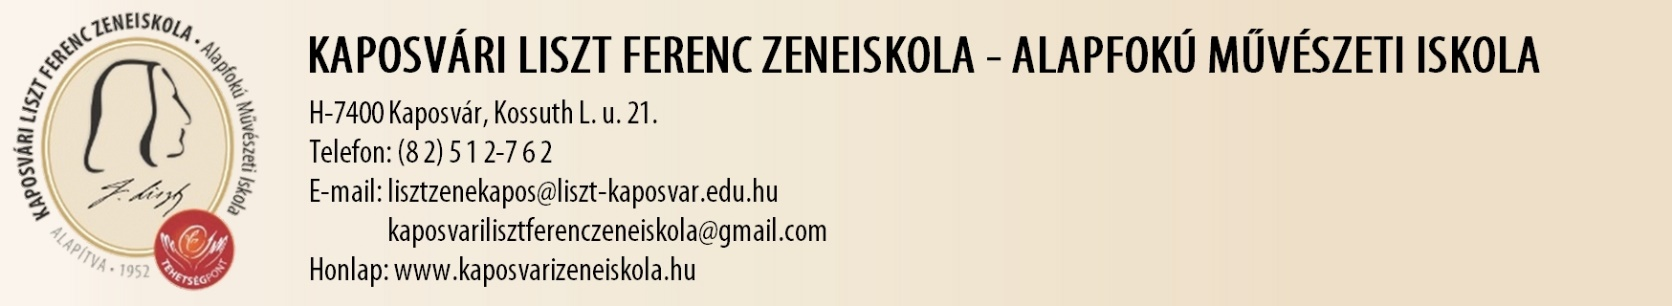 KAPOSVÁRI LISZT FERENC ZENEISKOLA • Alapfokú Művészeti Iskola
F. Liszt
ALAPÍTVA • 1952
TEHETSÉGPONT
KAPOSVÁRI LISZT FERENC ZENEISKOLA - ALAPFOKÚ MŰVÉSZETI ISKOLA
H-7400 Kaposvár, Kossuth L. u. 21.
Telefon: (8 2) 5 1 2-7 6 2
E-mail: lisztzenekapos@liszt-kaposvar.edu.hu
kaposvarilisztferenczeneiskola@gmail.com
Honlap: www.kaposvarizeneiskola.hu